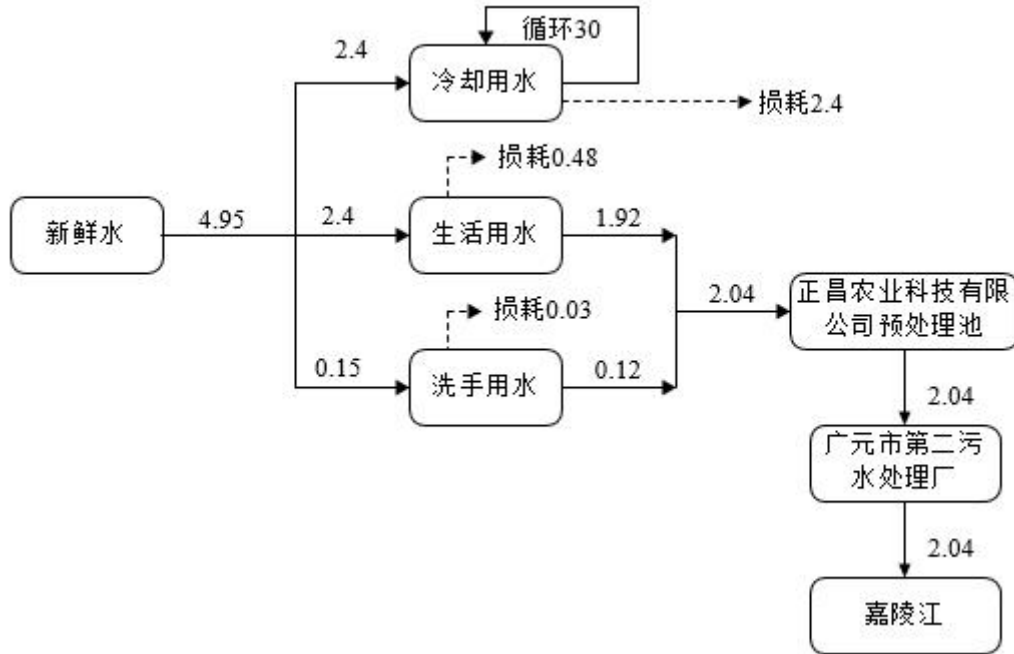 循环30
2.4
冷却用水
损耗2.4
损耗0.48
新鲜水
4.95
2.4
生活用水
1.92
损耗0.03
2.04
正昌农业科技有限
公司预处理池
0.15
洗手用水
0.12
2.04
广元市第二污
水处理厂
2.04
嘉陵江